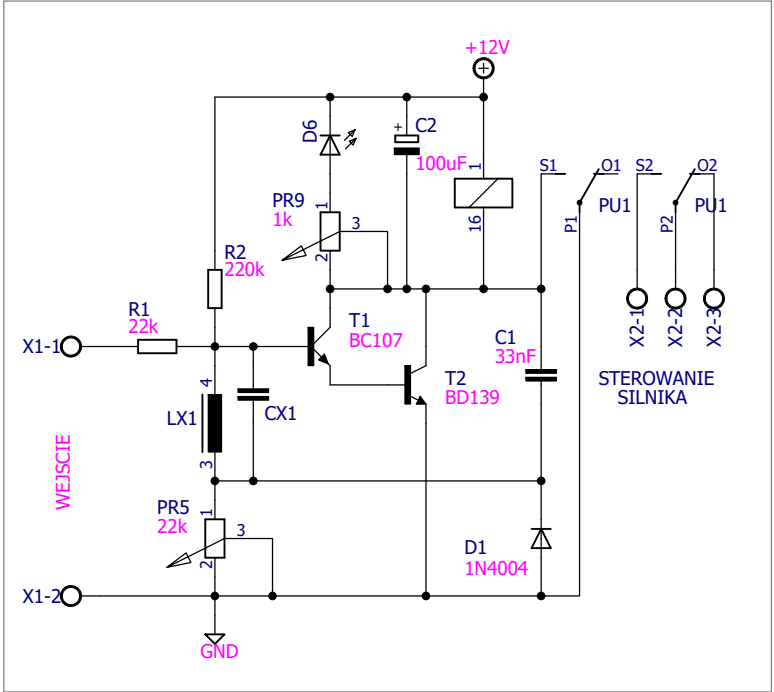 +12V
D6
+
C2
100uF
1
16
S1
O1
P1
PU1
S2
O2
P2
PU1
PR9
1k
1
3
2
R2
220k
R1
22k
X1-1
T1
BC107
C1
33nF
X2-1
X2-2
X2-3
STEROWANIE
SILNIKA
T2
BD139
4
LX1
3
CX1
WEJSCIE
PR5
22k
1
3
2
D1
1N4004
X1-2
GND